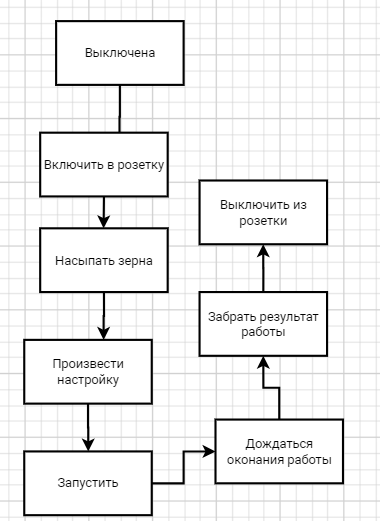 Выключена
Включить в розетку
Насыпать зерна
Произвести
настройку
Запустить
Дождаться
оконания работы
Забрать результат
работы
Выключить из
розетки